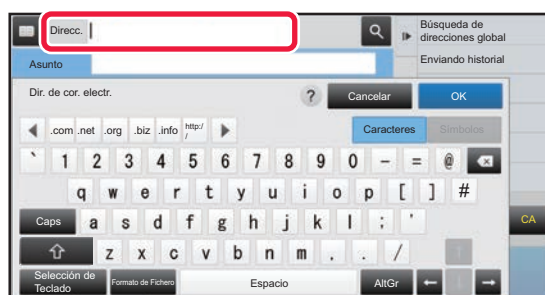 Direcc.
Búsqueda de
direcciones global
Asunto
Enviando historial
Dir. de cor. electr.
?
Cancelar
OK
.com .net .org .biz .info http:/
/
Caracteres
Símbolos
` 1 2 3 4 5 6 7 8 9 0 - = @
q w e r t y u i o p [ ] #
Caps a s d f g h j k l ; '
CA
z x c v b n m . . /
Selección de
Teclado
Formato de Fichero
Espacio
AltGr